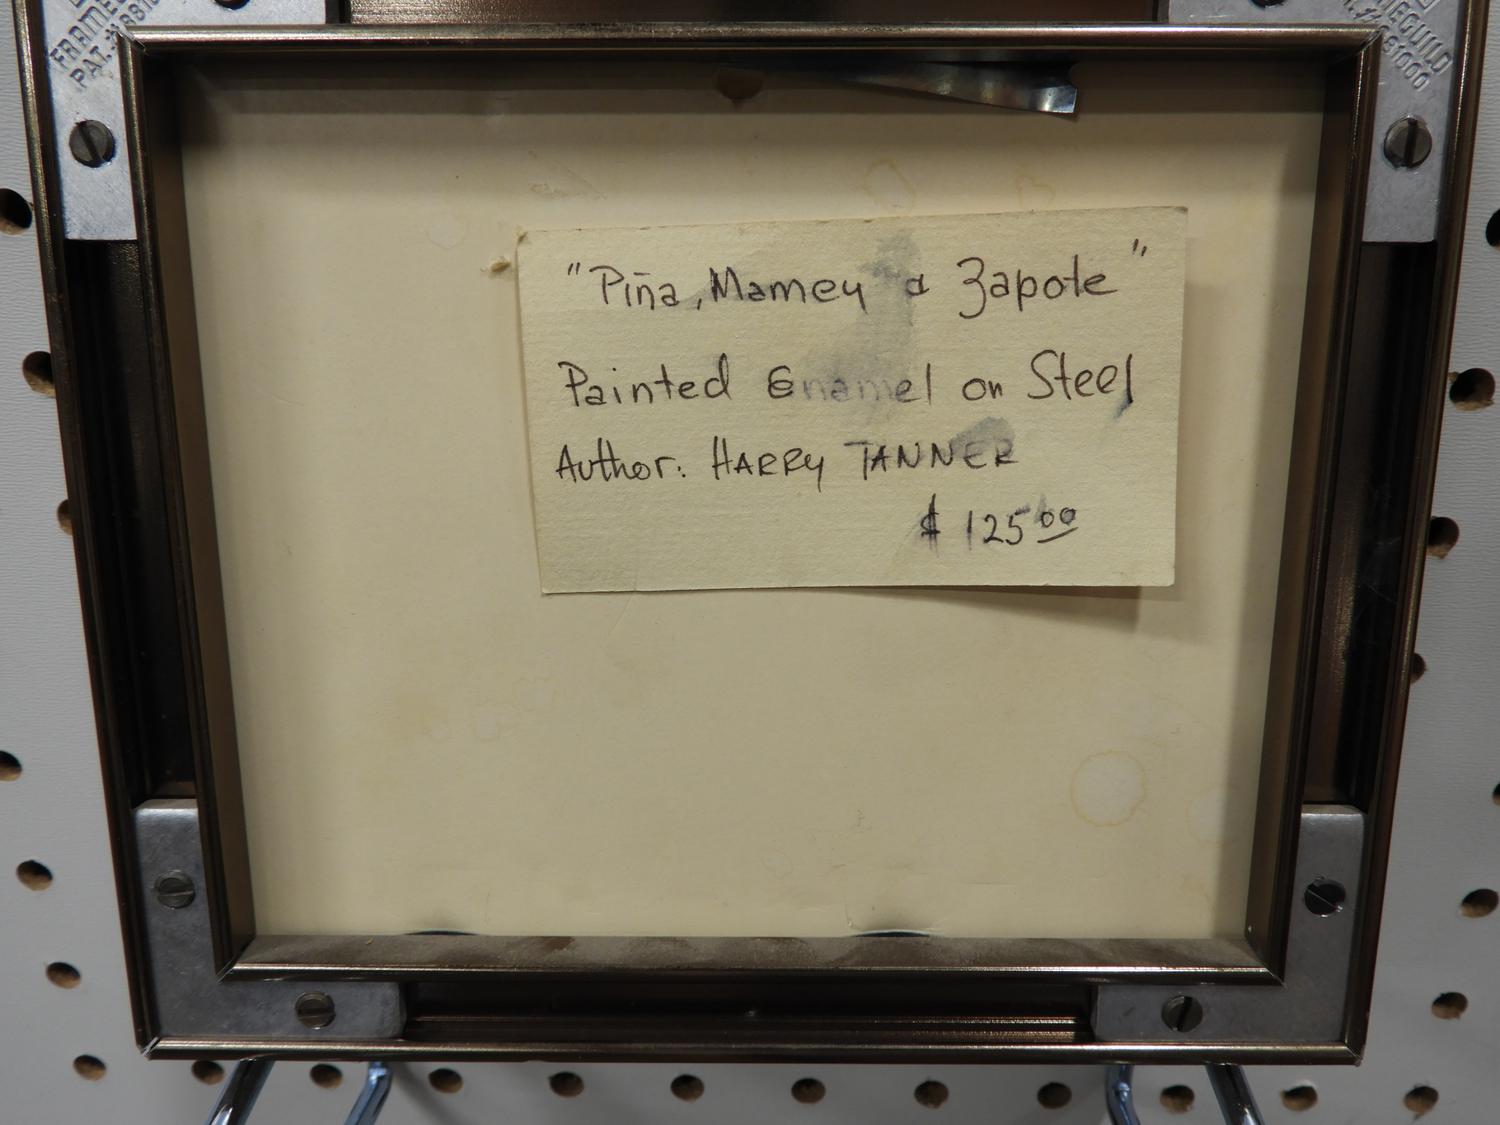 "Piña, Mamey & Zapote"
Painted Enamel on Steel
Author: HARRY TANNER
$ 125 00